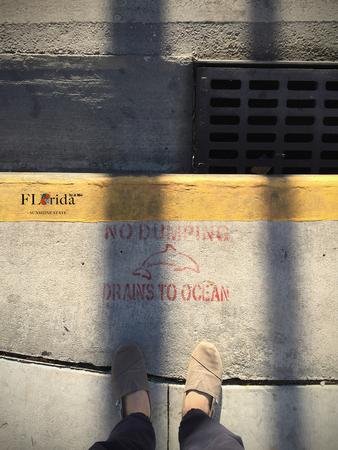 FLorida
SUNSHINE STATE
NO DUMPING
DRAINS TO OCEAN